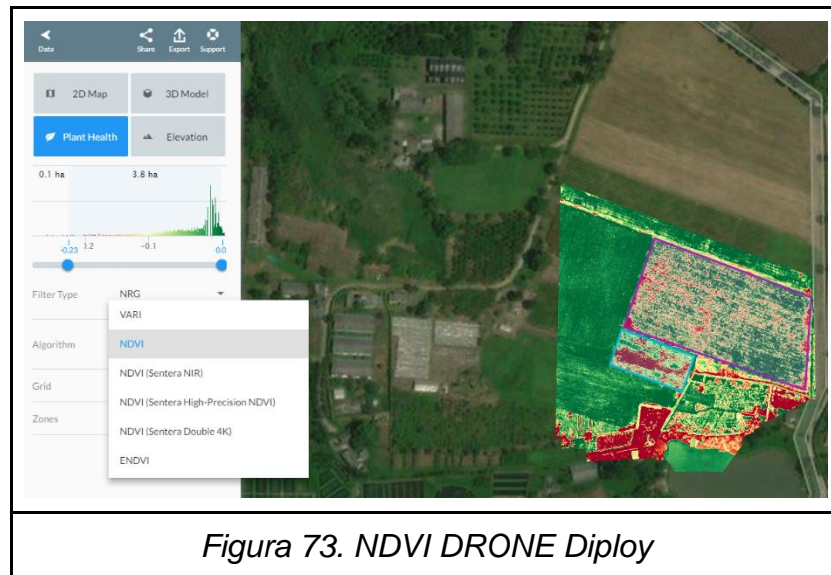 Data Share Export Support
2D Map 3D Model
Plant Health Elevation
0.1 ha 3.8 ha
-0.23 -0.1 0.0
Filter Type NRG
VARI
Algorithm
NDVI
NDVI (Sentera NIR)
Grid
NDVI (Sentera High-Precision NDVI)
Zones
NDVI (Sentera Double 4K)
ENDVI
Figura 73. NDVI DRONE Diploy